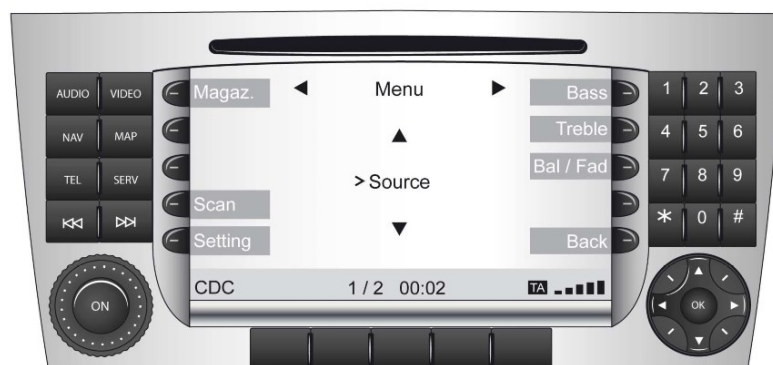 AUDIO VIDEO
NAV MAP
TEL SERV
ON
Magaz.
Scan
Setting
Menu
>Source
Bass
Treble
Bal / Fad
Back
CDC 1 / 2 00:02 TA
1 2 3
4 5 6
7 8 9
* 0 #
OK